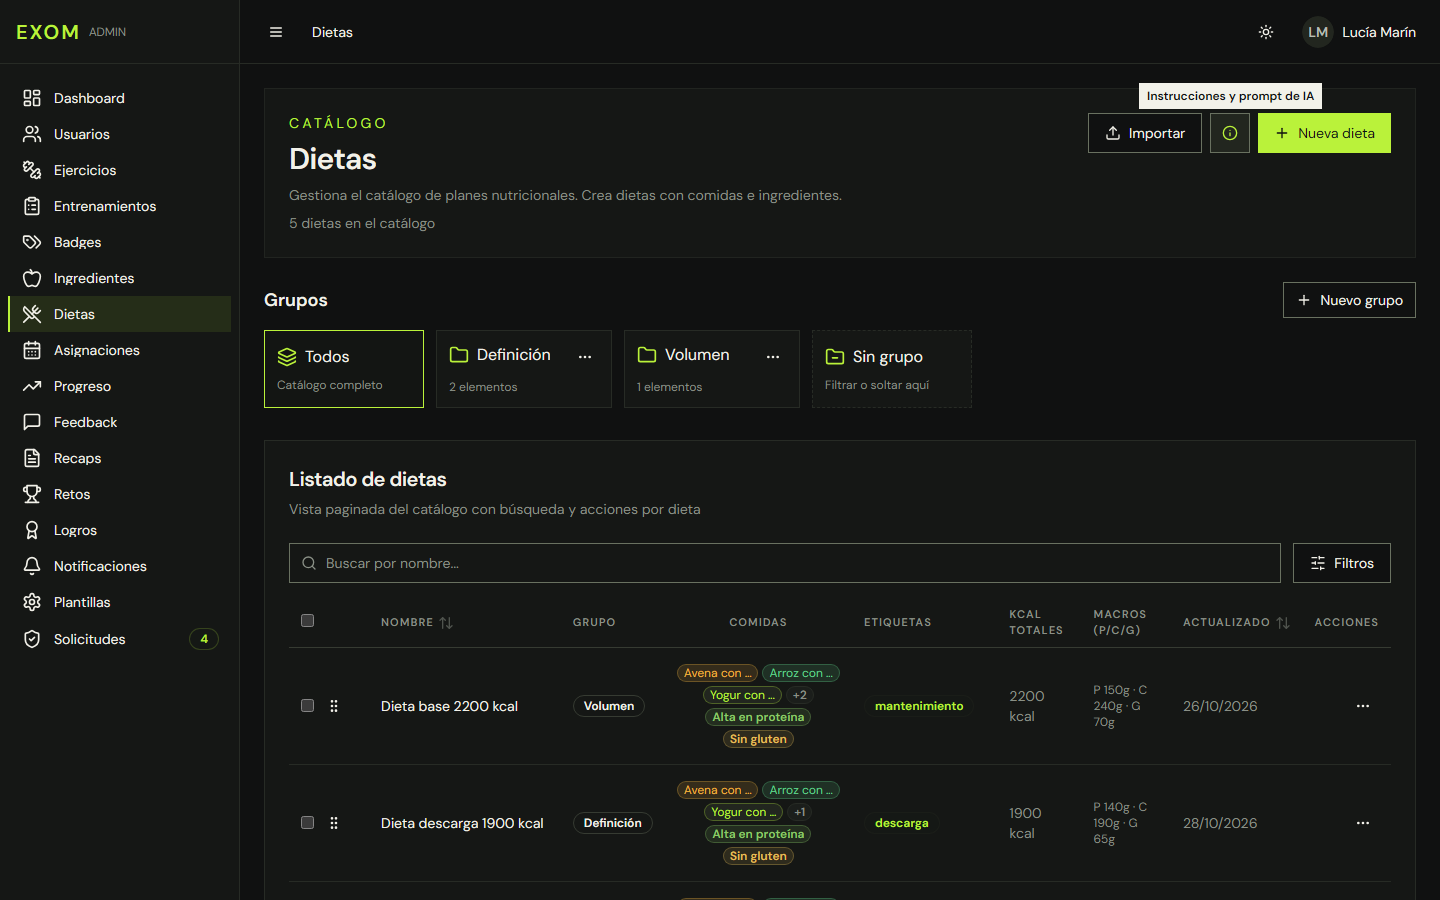 EXOM ADMIN
Dietas
LM Lucía Marín
Dashboard
Usuarios
Ejercicios
Entrenamientos
Badges
Ingredientes
Dietas
Asignaciones
Progreso
Feedback
Recaps
Retos
Logros
Notificaciones
Plantillas
Solicitudes 4
Instrucciones y prompt de IA
CATÁLOGO
Dietas
Gestiona el catálogo de planes nutricionales. Crea dietas con comidas e ingredientes.
5 dietas en el catálogo
Importar
Nueva dieta
Grupos
Nuevo grupo
Todos
Catálogo completo
Definición
2 elementos
Volumen
1 elementos
Sin grupo
Filtrar o soltar aquí
Listado de dietas
Vista paginada del catálogo con búsqueda y acciones por dieta
Buscar por nombre...
Filtros
NOMBRE GRUPO COMIDAS ETIQUETAS KCAL TOTALES MACROS (P/C/G) ACTUALIZADO ACCIONES
Dieta base 2200 kcal
Volumen
Avena con ... Arroz con ...
Yogur con ... +2
Alta en proteína
Sin gluten
mantenimiento
2200
kcal
P 150g · C
240g · G
70g
26/10/2026
Dieta descarga 1900 kcal
Definición
Avena con ... Arroz con ...
Yogur con ... +1
Alta en proteína
Sin gluten
descarga
1900
kcal
P 140g · C
190g · G
65g
28/10/2026